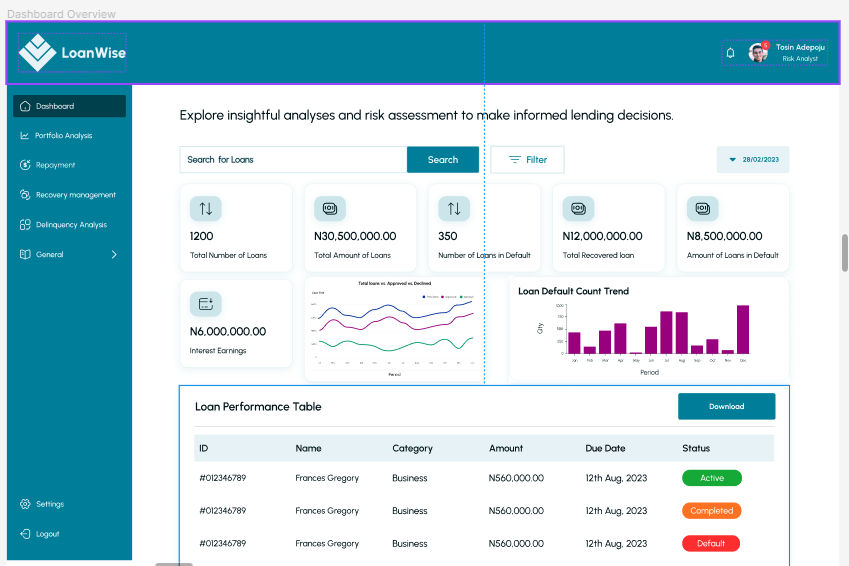 Dashboard Overview
LoanWise
5
Tosin Adepoju
Risk Analyst
Dashboard
Portfolio Analysis
Repayment
Recovery management
Delinquency Analysis
General
Settings
Logout
Explore insightful analyses and risk assessment to make informed lending decisions.
Search for Loans
Search
Filter
28/02/2023
1200
Total Number of Loans
N30,500,000.00
Total Amount of Loans
350
Number of Loans in Default
N12,000,000.00
Total Recovered loan
N8,500,000.00
Amount of Loans in Default
N6,000,000.00
Interest Earnings
Total loans vs. Approved vs. Declined
Period
Loan Default Count Trend
Qty
1000
750
500
250
0
Jan Feb Mar Apr May Jun Jul Aug Sep Oct Nov Dec
Period
Loan Performance Table
Download
ID Name Category Amount Due Date Status
#012346789 Frances Gregory Business N560,000.00 12th Aug, 2023 Active
#012346789 Frances Gregory Business N560,000.00 12th Aug, 2023 Completed
#012346789 Frances Gregory Business N560,000.00 12th Aug, 2023 Default